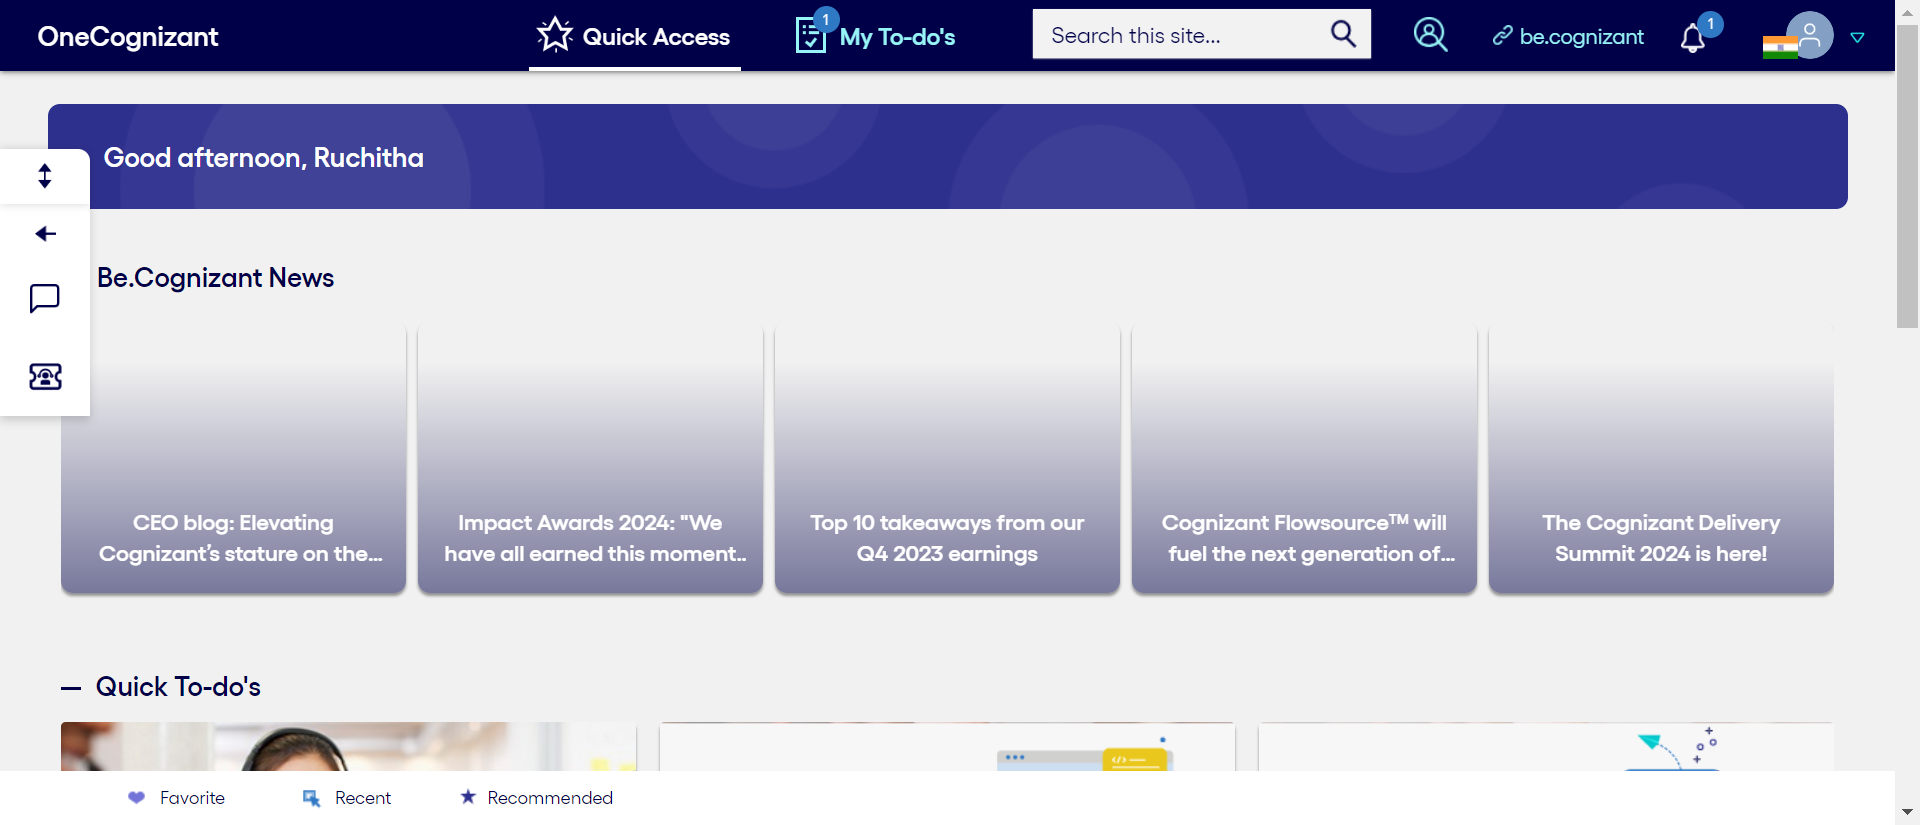 OneCognizant
Quick Access
1
My To-do's
Search this site...
be.cognizant
1
Good afternoon, Ruchitha
Be.Cognizant News
CEO blog: Elevating
Cognizant’s stature on the...
Impact Awards 2024: "We
have all earned this moment..
Top 10 takeaways from our
Q4 2023 earnings
Cognizant Flowsource™ will
fuel the next generation of...
The Cognizant Delivery
Summit 2024 is here!
Quick To-do's
Favorite
Recent
Recommended